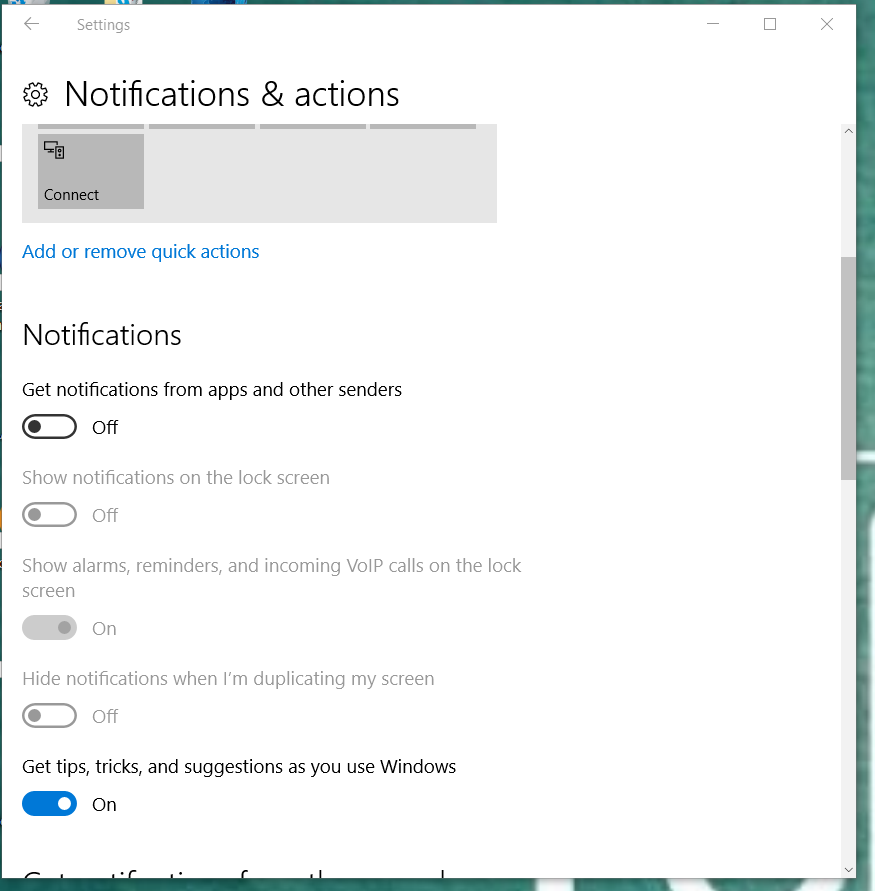 Settings
Notifications & actions
Connect
Add or remove quick actions
Notifications
Get notifications from apps and other senders
Off
Show notifications on the lock screen
Off
Show alarms, reminders, and incoming VoIP calls on the lock
screen
On
Hide notifications when I'm duplicating my screen
Off
Get tips, tricks, and suggestions as you use Windows
On